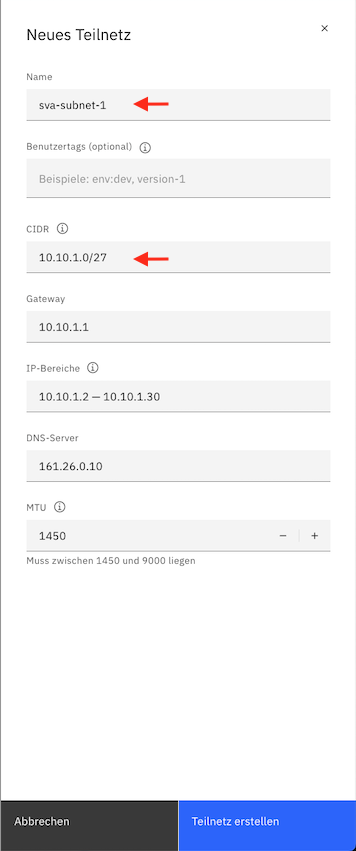 Neues Teilnetz
Name
sva-subnet-1
Benutzertags (optional)
Beispiele: env:dev, version-1
CIDR
10.10.1.0/27
Gateway
10.10.1.1
IP-Bereiche
10.10.1.2 — 10.10.1.30
DNS-Server
161.26.0.10
MTU
1450
Muss zwischen 1450 und 9000 liegen
Abbrechen
Teilnetz erstellen